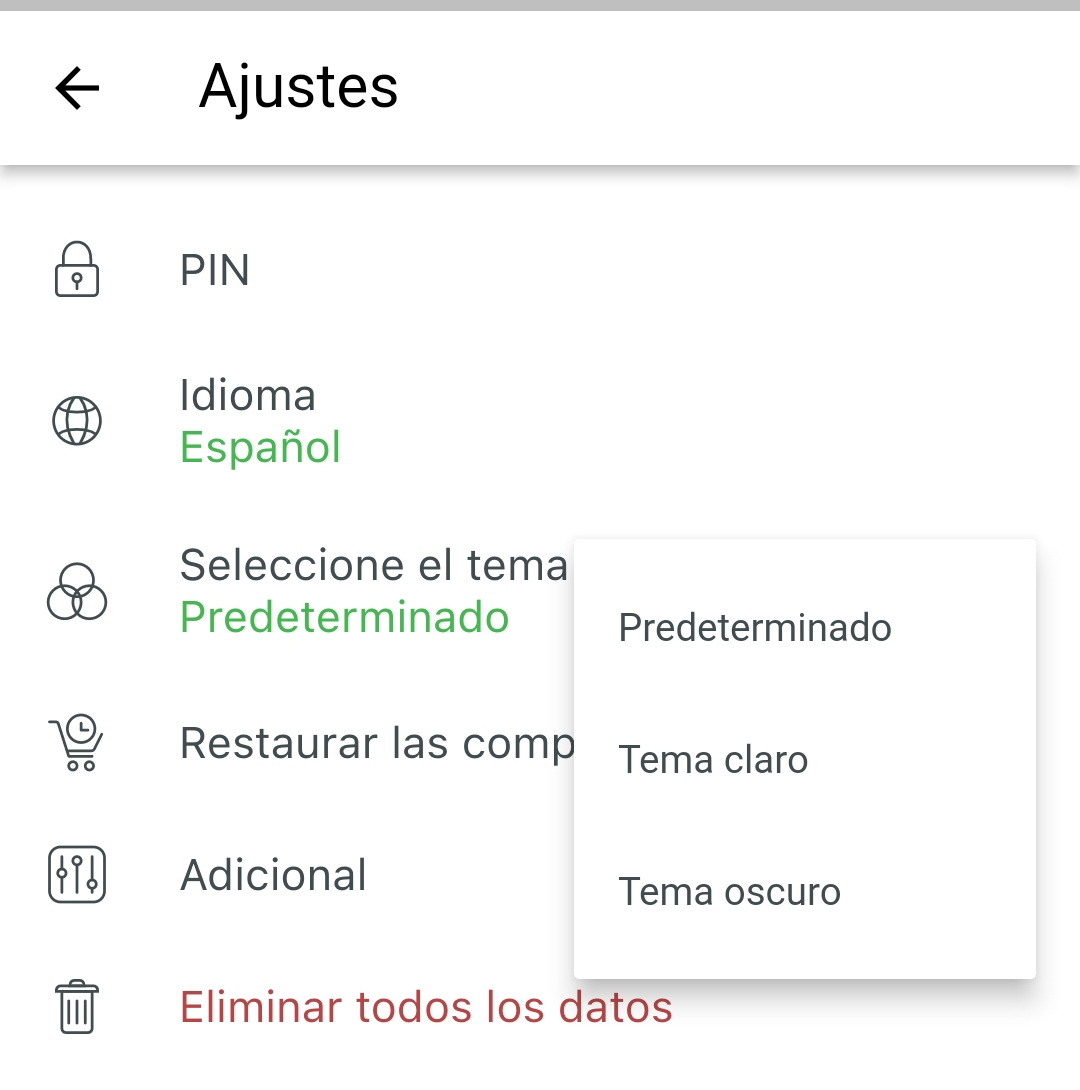 Ajustes
PIN
Idioma
Español
Seleccione el tema
Predeterminado
Predeterminado
Restaurar las comp
Tema claro
Adicional
Tema oscuro
Eliminar todos los datos